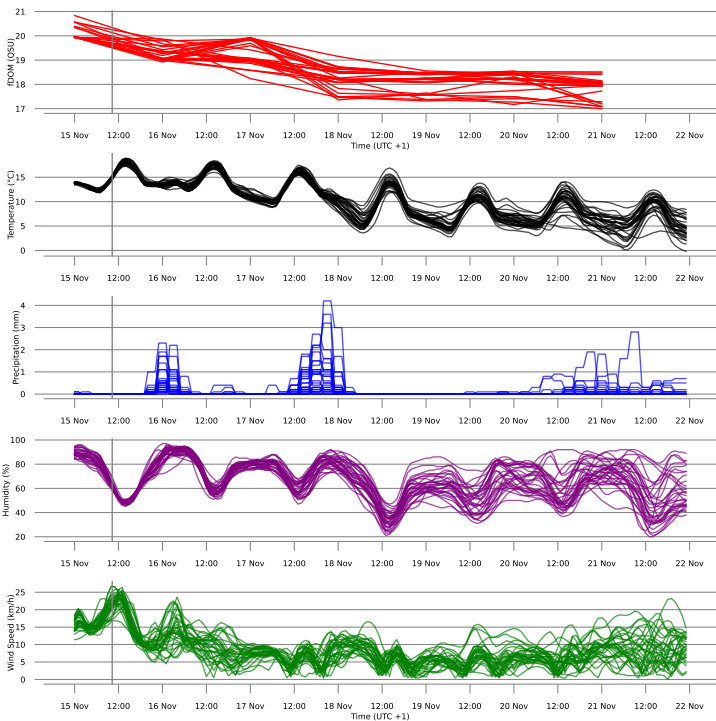 21
20
19
18
17
fDOM (QSU)
15 Nov 12:00 16 Nov 12:00 17 Nov 12:00 18 Nov 12:00 19 Nov 12:00 20 Nov 12:00 21 Nov 12:00 22 Nov
Time (UTC +1)
15
10
5
0
Temperature (°C)
15 Nov 12:00 16 Nov 12:00 17 Nov 12:00 18 Nov 12:00 19 Nov 12:00 20 Nov 12:00 21 Nov 12:00 22 Nov
4
3
2
1
0
Precipitation (mm)
15 Nov 12:00 16 Nov 12:00 17 Nov 12:00 18 Nov 12:00 19 Nov 12:00 20 Nov 12:00 21 Nov 12:00 22 Nov
100
80
60
40
20
Humidity (%)
15 Nov 12:00 16 Nov 12:00 17 Nov 12:00 18 Nov 12:00 19 Nov 12:00 20 Nov 12:00 21 Nov 12:00 22 Nov
25
20
15
10
5
0
Wind Speed (km/h)
15 Nov 12:00 16 Nov 12:00 17 Nov 12:00 18 Nov 12:00 19 Nov 12:00 20 Nov 12:00 21 Nov 12:00 22 Nov
Time (UTC +1)